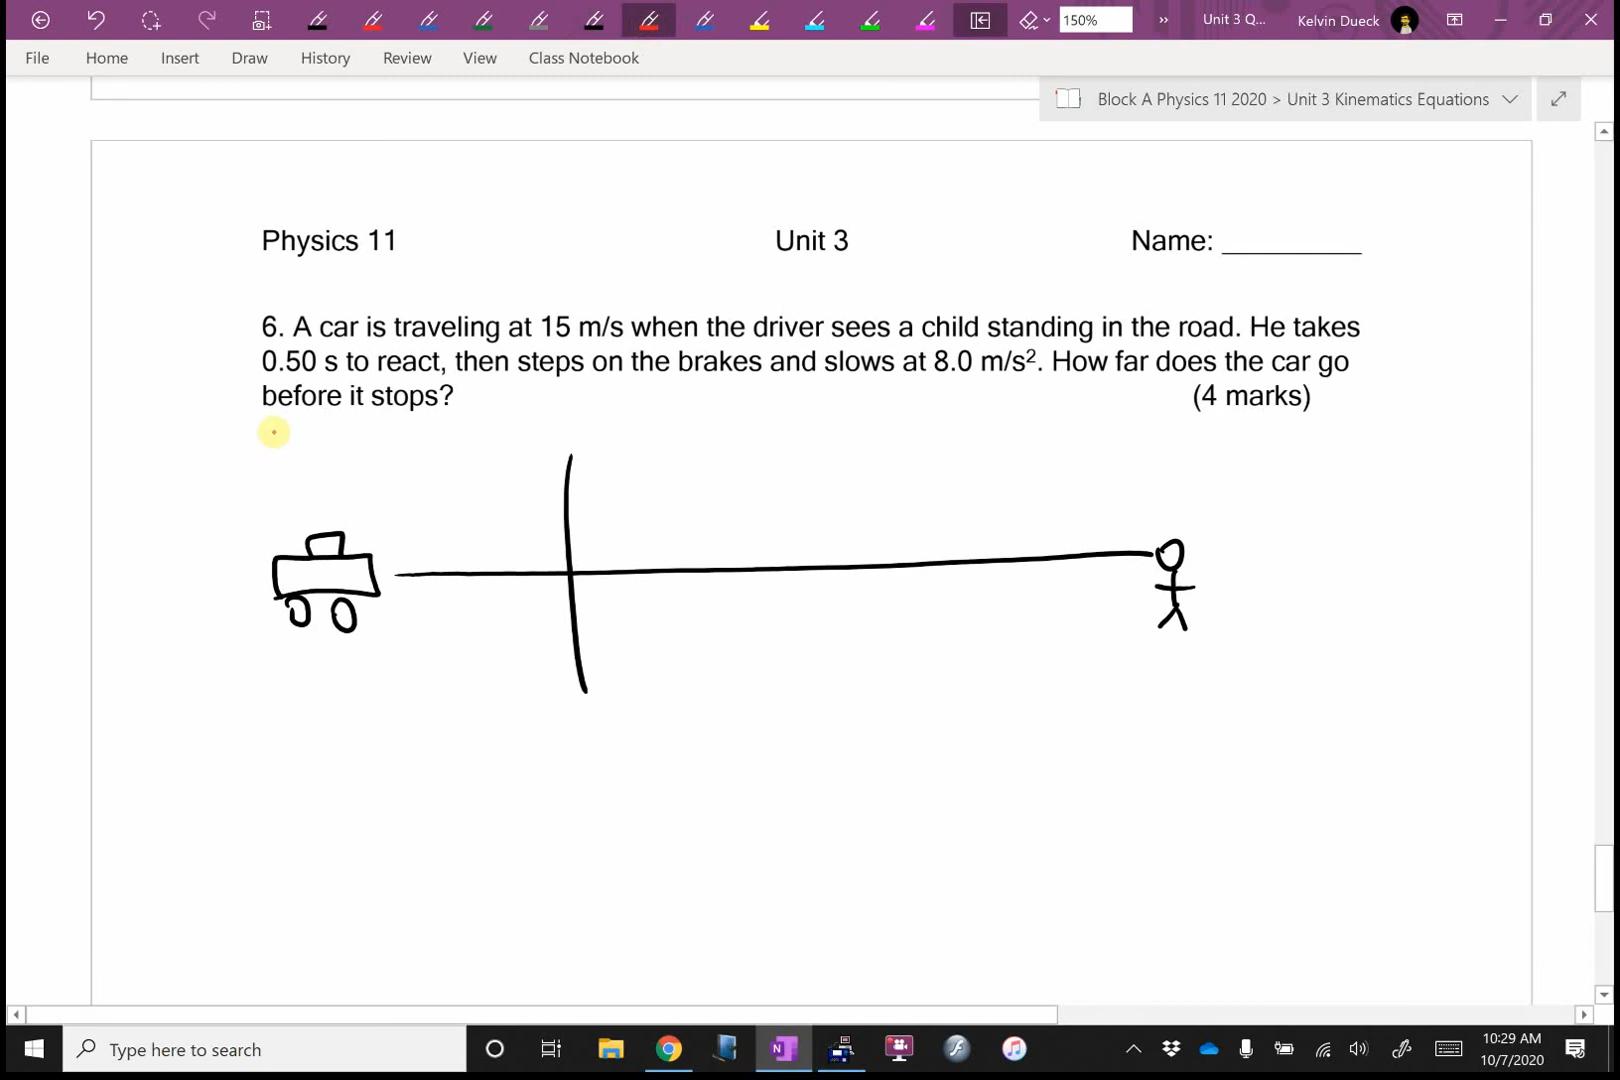 150%
»
Unit 3 Q...
Kelvin Dueck
File
Home
Insert
Draw
History
Review
View
Class Notebook
Block A Physics 11 2020 > Unit 3 Kinematics Equations
Physics 11
Unit 3
Name: __________
6. A car is traveling at 15 m/s when the driver sees a child standing in the road. He takes
0.50 s to react, then steps on the brakes and slows at 8.0 m/s². How far does the car go
before it stops?
(4 marks)
Type here to search
N
10:29 AM
10/7/2020